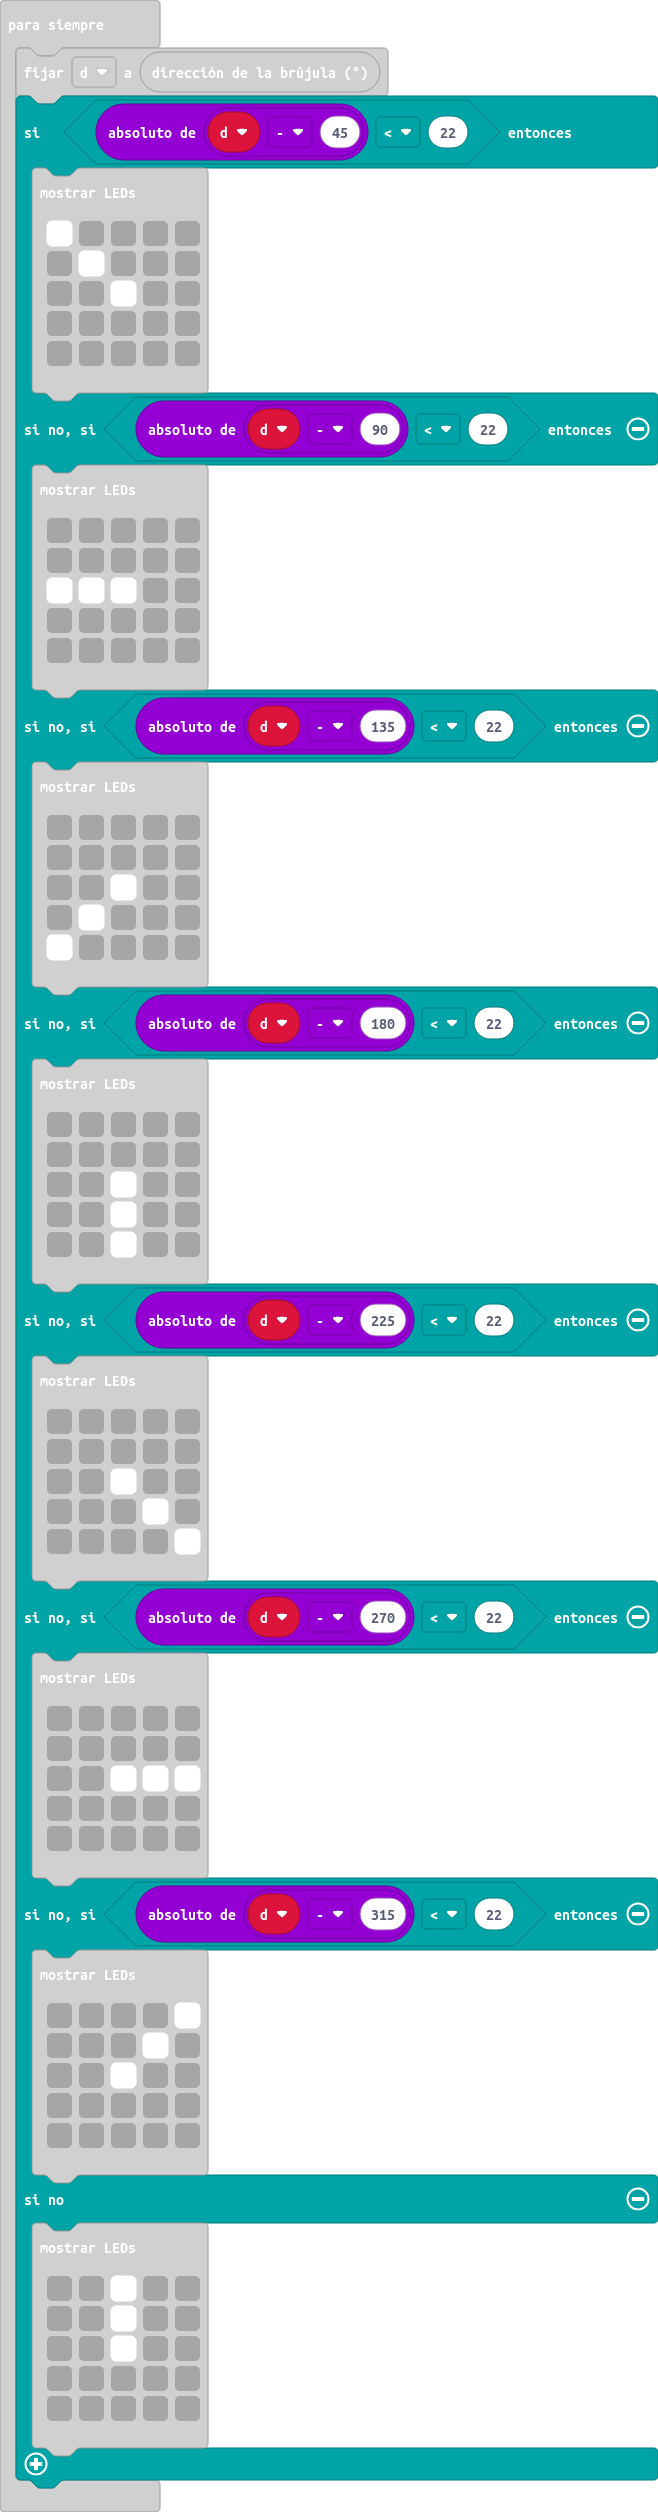 para siempre
fijar d a dirección de la brújula (°)
si absoluto de d - 45 < 22 entonces
mostrar LEDs
si no, si absoluto de d - 90 < 22 entonces
mostrar LEDs
si no, si absoluto de d - 135 < 22 entonces
mostrar LEDs
si no, si absoluto de d - 180 < 22 entonces
mostrar LEDs
si no, si absoluto de d - 225 < 22 entonces
mostrar LEDs
si no, si absoluto de d - 270 < 22 entonces
mostrar LEDs
si no, si absoluto de d - 315 < 22 entonces
mostrar LEDs
si no
mostrar LEDs